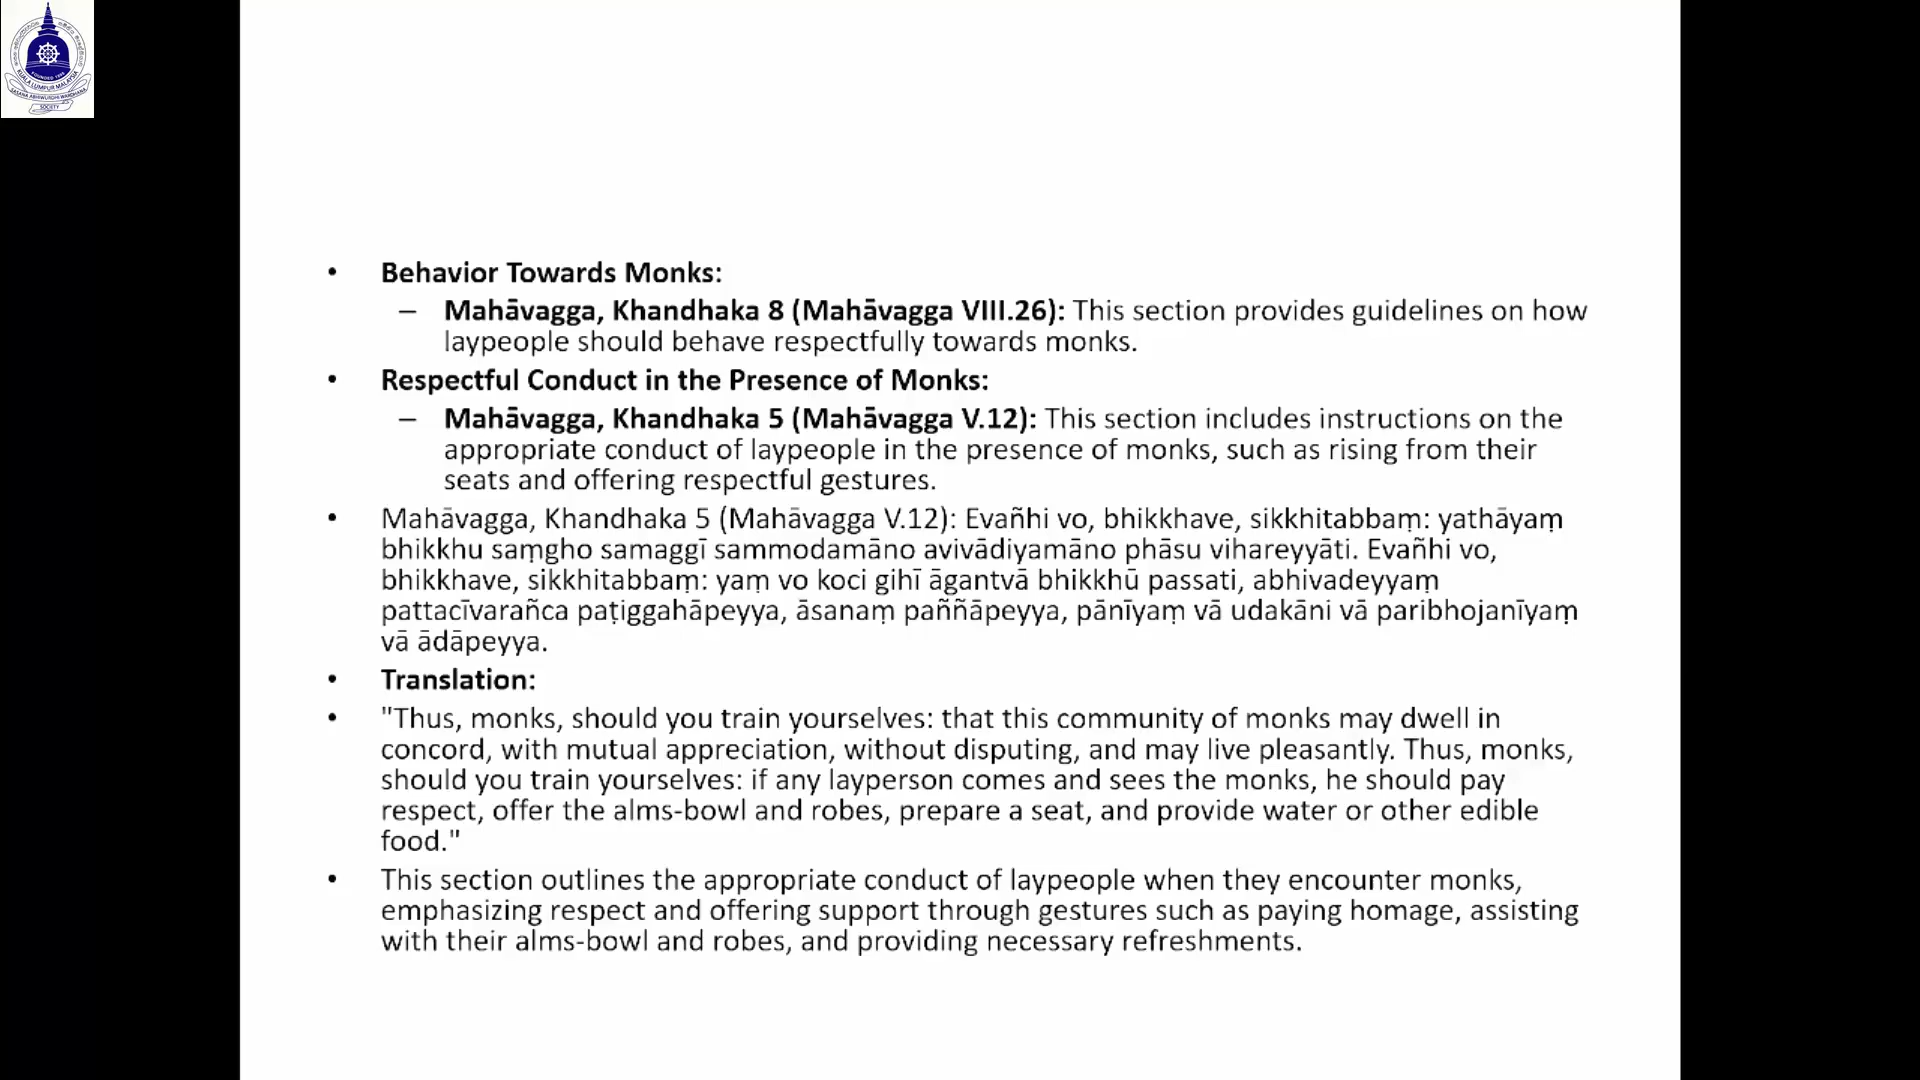 FOUNDED 1894
KUALA LUMPUR MALAYSIA
SASANA ABHIWURDHI WARDHANA
SOCIETY
• Behavior Towards Monks:
– Mahāvagga, Khandhaka 8 (Mahāvagga VIII.26): This section provides guidelines on how
laypeople should behave respectfully towards monks.
• Respectful Conduct in the Presence of Monks:
– Mahāvagga, Khandhaka 5 (Mahāvagga V.12): This section includes instructions on the
appropriate conduct of laypeople in the presence of monks, such as rising from their
seats and offering respectful gestures.
• Mahāvagga, Khandhaka 5 (Mahāvagga V.12): Evañhi vo, bhikkhave, sikkhitabbaṃ: yathāyaṃ
bhikkhu saṃgho samaggī sammodamāno avivādiyamāno phāsu vihareyyāti. Evañhi vo,
bhikkhave, sikkhitabbaṃ: yaṃ vo koci gihī āgantvā bhikkhū passati, abhivadeyyaṃ
pattacīvarañca paṭiggahāpeyya, āsanaṃ paññāpeyya, pānīyaṃ vā udakāni vā paribhojanīyaṃ
vā ādāpeyya.
• Translation:
• "Thus, monks, should you train yourselves: that this community of monks may dwell in
concord, with mutual appreciation, without disputing, and may live pleasantly. Thus, monks,
should you train yourselves: if any layperson comes and sees the monks, he should pay
respect, offer the alms-bowl and robes, prepare a seat, and provide water or other edible
food."
• This section outlines the appropriate conduct of laypeople when they encounter monks,
emphasizing respect and offering support through gestures such as paying homage, assisting
with their alms-bowl and robes, and providing necessary refreshments.